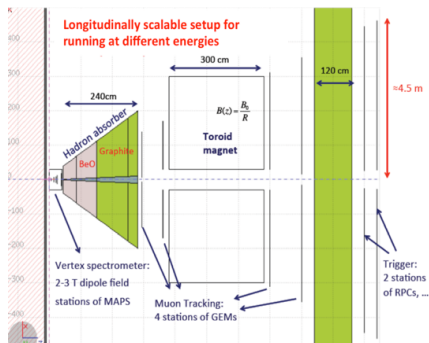 Longitudinally scalable setup for
running at different energies
400
300
200
100
0
-100
-200
-300
300 cm
120 cm
≈4.5 m
240cm
B(z)= B₀/R
Hadron absorber
Toroid
magnet
BeO
Graphite
Vertex spectrometer:
2-3 T dipole field
stations of MAPS
Muon Tracking:
4 stations of GEMs
Trigger:
2 stations
of RPCs, ...